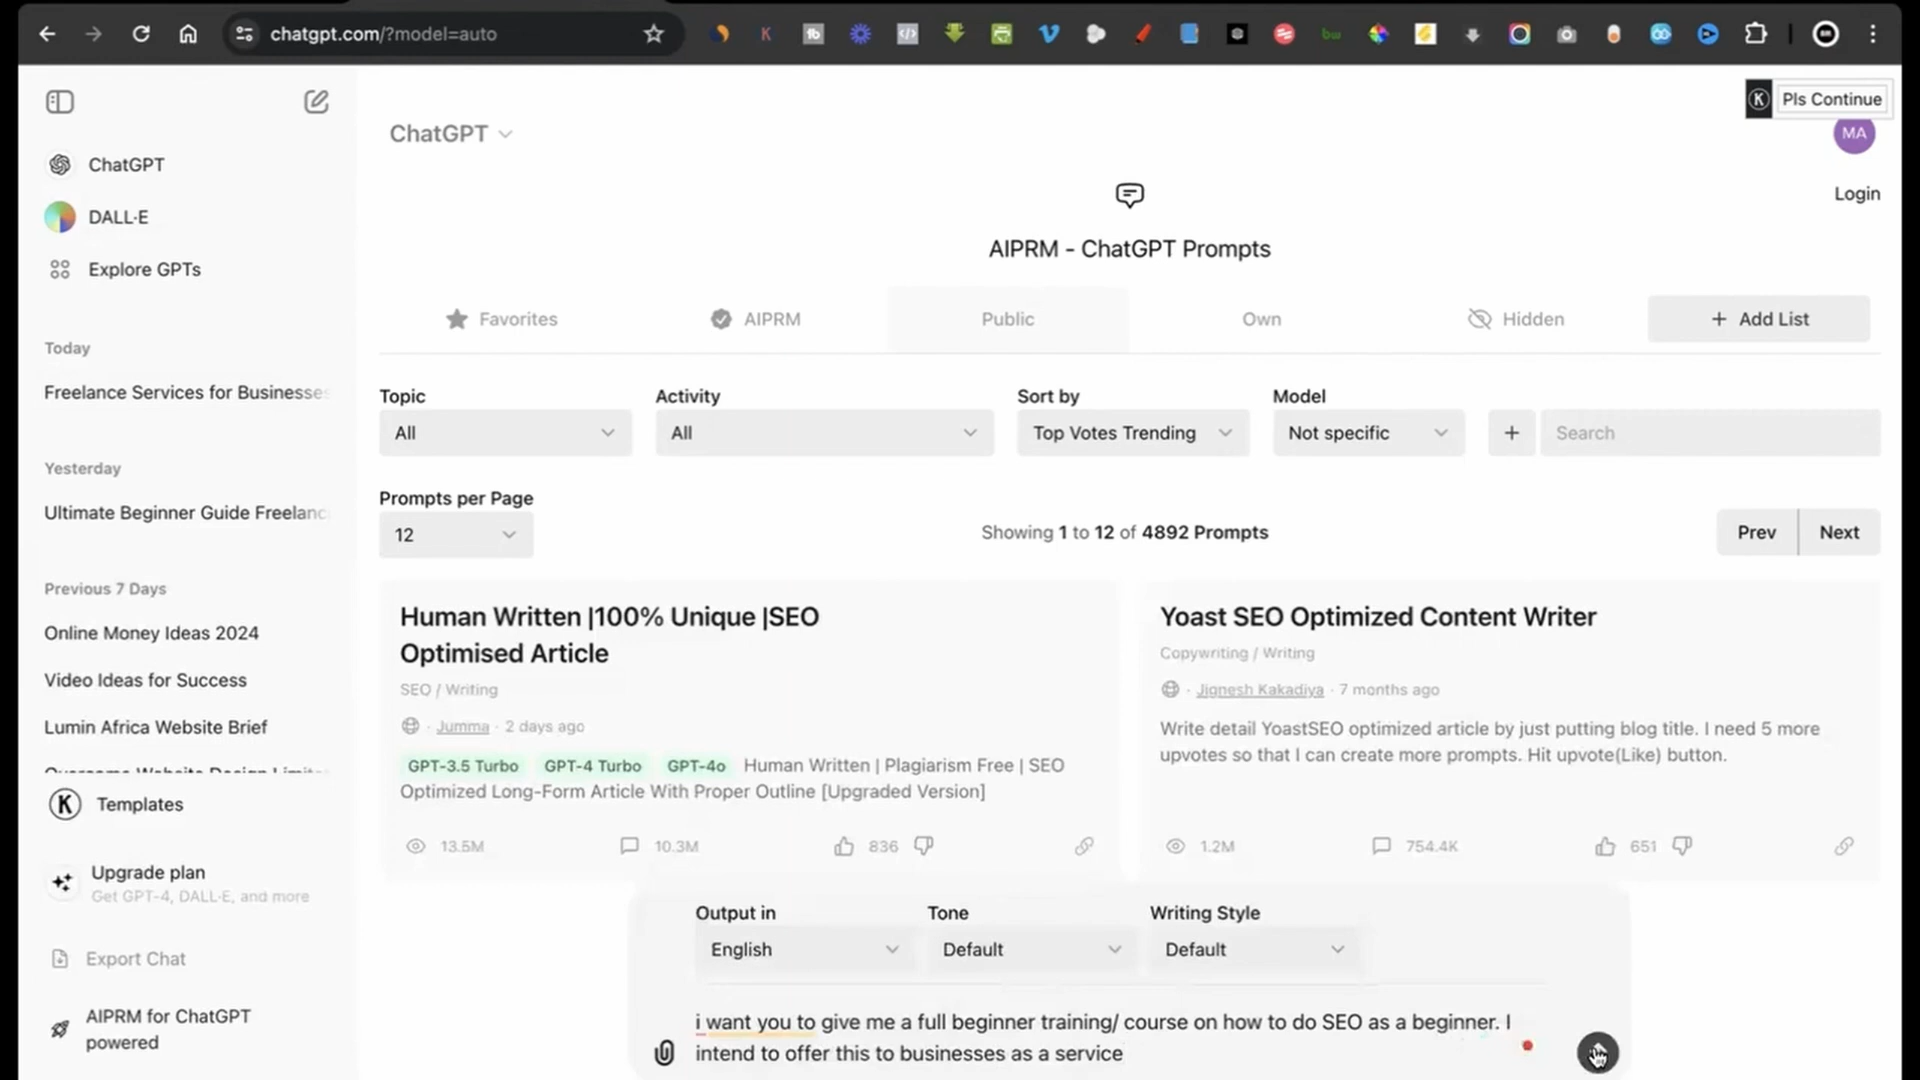 chatgpt.com/?model=auto
Pls Continue
ChatGPT
MA
ChatGPT
Login
DALL·E
AIPRM - ChatGPT Prompts
Explore GPTs
Favorites
AIPRM
Public
Own
Hidden
+ Add List
Today
Freelance Services for Businesses
Topic
Activity
Sort by
Model
All
All
Top Votes Trending
Not specific
+
Search
Yesterday
Ultimate Beginner Guide Freelanc
Prompts per Page
12
Showing 1 to 12 of 4892 Prompts
Prev
Next
Previous 7 Days
Online Money Ideas 2024
Video Ideas for Success
Lumin Africa Website Brief
Human Written |100% Unique |SEO
Optimised Article
SEO / Writing
· Jumma · 2 days ago
GPT-3.5 Turbo GPT-4 Turbo GPT-4o Human Written | Plagiarism Free | SEO
Optimized Long-Form Article With Proper Outline [Upgraded Version]
13.5M
10.3M
836
Yoast SEO Optimized Content Writer
Copywriting / Writing
· Jignesh Kakadiya · 7 months ago
Write detail YoastSEO optimized article by just putting blog title. I need 5 more
upvotes so that I can create more prompts. Hit upvote(Like) button.
1.2M
754.4K
651
K
Templates
Upgrade plan
Get GPT-4, DALL·E, and more
Export Chat
AIPRM for ChatGPT
powered
Output in
Tone
Writing Style
English
Default
Default
i want you to give me a full beginner training/ course on how to do SEO as a beginner. I
intend to offer this to businesses as a service